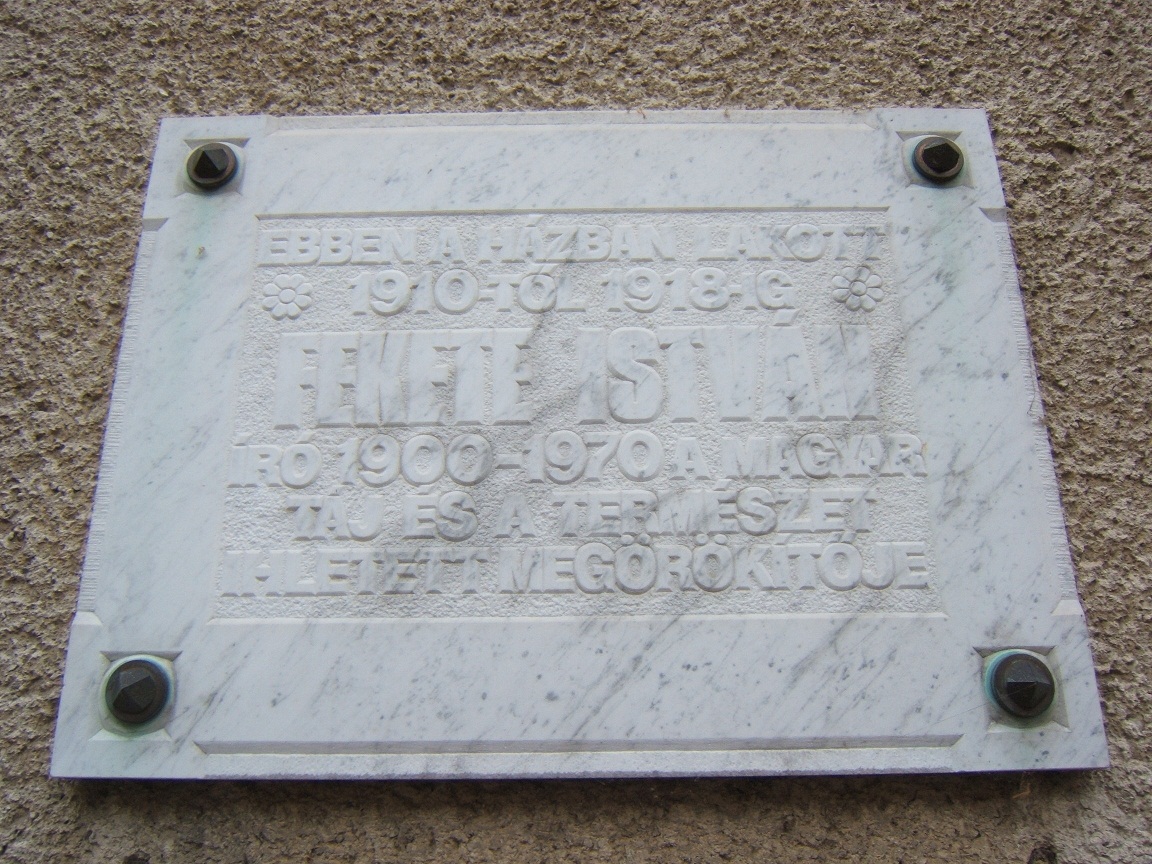 EBBEN A HÁZBAN LAKOTT
1910-TŐL 1918-IG
FEKETE ISTVÁN
ÍRÓ 1900-1970 A MAGYAR
TÁJ ÉS A TERMÉSZET
IHLETETT MEGÖRÖKÍTŐJE